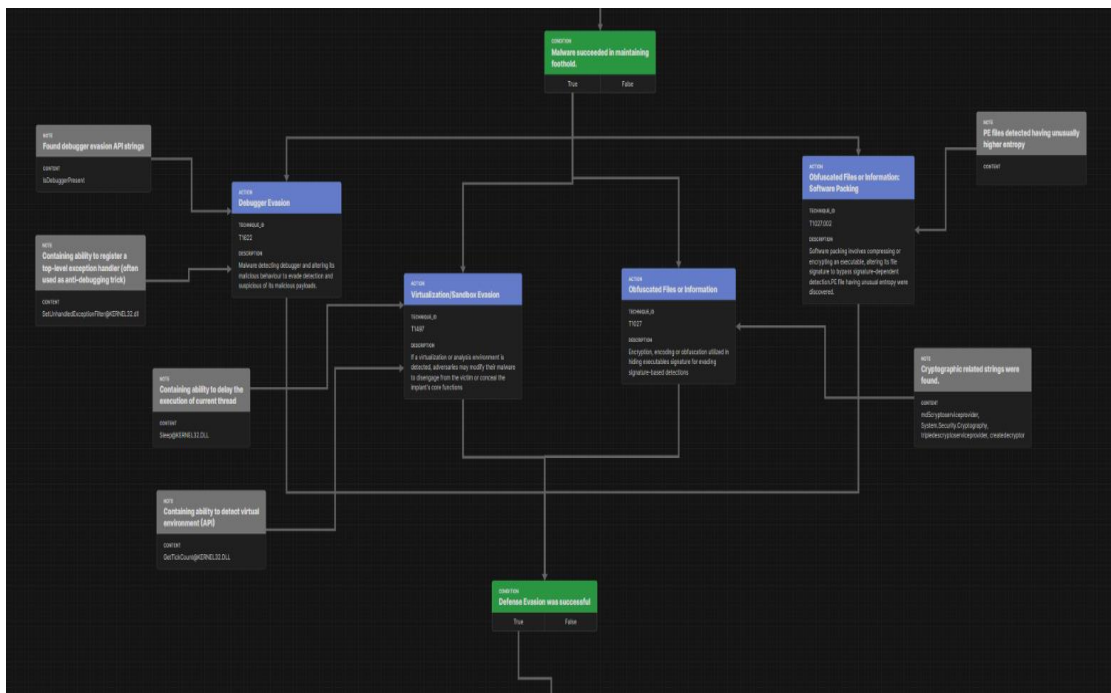 CONDITION
Malware succeeded in maintaining
foothold.
True
False
NOTE
Found debugger evasion API strings
CONTENT
IsDebuggerPresent
NOTE
PE files detected having unusually
higher entropy
CONTENT
ACTION
Debugger Evasion
TECHNIQUE_ID
T1622
DESCRIPTION
Malware detecting debugger and altering its
malicious behaviour to evade detection and
suspicious of its malicious payloads.
ACTION
Obfuscated Files or Information:
Software Packing
TECHNIQUE_ID
T1027.002
DESCRIPTION
Software packing involves compressing or
encrypting an executable, altering its file
signature to bypass signature-dependent
detection.PE file having unusual entropy were
discovered.
NOTE
Containing ability to register a
top-level exception handler (often
used as anti-debugging trick)
CONTENT
SetUnhandledExceptionFilter@KERNEL32.dll
ACTION
Virtualization/Sandbox Evasion
TECHNIQUE_ID
T1497
DESCRIPTION
If a virtualization or analysis environment is
detected, adversaries may modify their malware
to disengage from the victim or conceal the
implant's core functions
ACTION
Obfuscated Files or Information
TECHNIQUE_ID
T1027
DESCRIPTION
Encryption, encoding or obfuscation utilized in
hiding executables signature for evading
signature-based detections
NOTE
Containing ability to delay the
execution of current thread
CONTENT
Sleep@KERNEL32.DLL
NOTE
Cryptographic related strings were
found.
CONTENT
md5cryptoserviceprovider,
System.Security.Cryptography,
tripledescryptoserviceprovider, createdecryptor
NOTE
Containing ability to detect virtual
environment (API)
CONTENT
GetTickCount@KERNEL32.DLL
CONDITION
Defense Evasion was successful
True
False